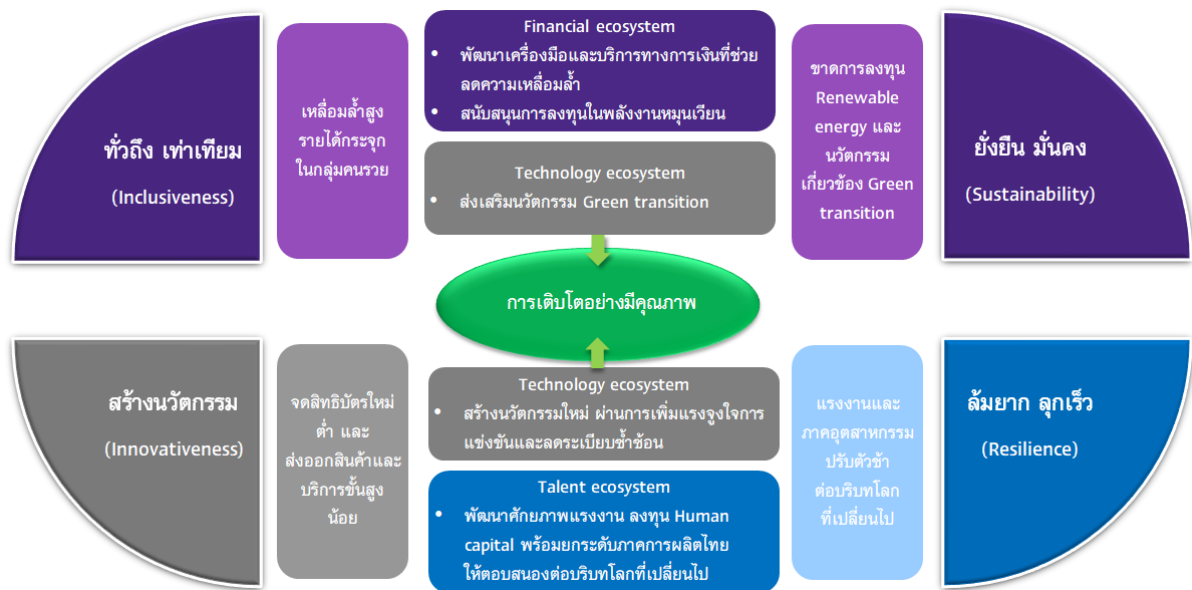 ทั่วถึง เท่าเทียม
(Inclusiveness)
เหลื่อมล้ำสูง
รายได้กระจุก
ในกลุ่มคนรวย
Financial ecosystem
• พัฒนาเครื่องมือและบริการทางการเงินที่ช่วย
ลดความเหลื่อมล้ำ
• สนับสนุนการลงทุนในพลังงานหมุนเวียน
Technology ecosystem
• ส่งเสริมนวัตกรรม Green transition
ขาดการลงทุน
Renewable
energy และ
นวัตกรรม
เกี่ยวข้อง Green
transition
ยั่งยืน มั่นคง
(Sustainability)
การเติบโตอย่างมีคุณภาพ
สร้างนวัตกรรม
(Innovativeness)
จดสิทธิบัตรใหม่
ต่ำ และ
ส่งออกสินค้าและ
บริการขั้นสูง
น้อย
Technology ecosystem
• สร้างนวัตกรรมใหม่ ผ่านการเพิ่มแรงจูงใจการ
แข่งขันและลดระเบียบซ้ำซ้อน
Talent ecosystem
• พัฒนาศักยภาพแรงงาน ลงทุน Human
capital พร้อมยกระดับภาคการผลิตไทย
ให้ตอบสนองต่อบริบทโลกที่เปลี่ยนไป
แรงงานและ
ภาคอุตสาหกรรม
ปรับตัวช้า
ต่อบริบทโลก
ที่เปลี่ยนไป
ล้มยาก ลุกเร็ว
(Resilience)